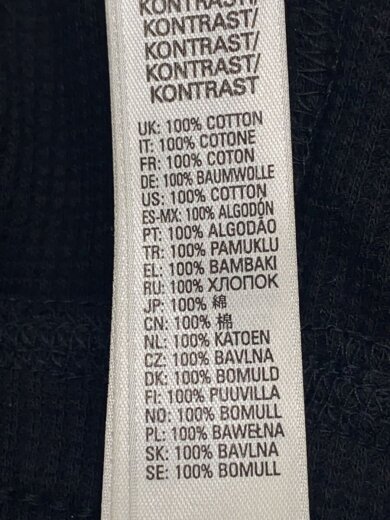 KONTRAST/
KONTRAST/
KONTRAST/
KONTRAST/
KONTRAST
UK: 100% COTTON
IT: 100% COTONE
FR: 100% COTON
DE: 100% BAUMWOLLE
US: 100% COTTON
ES-MX: 100% ALGODÓN
PT: 100% ALGODÃO
TR: 100% PAMUKLU
EL: 100% BAMBAKI
RU: 100% ХЛОПОК
JP: 100% 綿
CN: 100% 棉
NL: 100% KATOEN
CZ: 100% BAVLNA
DK: 100% BOMULD
FI: 100% PUUVILLA
NO: 100% BOMULL
PL: 100% BAWEŁNA
SK: 100% BAVLNA
SE: 100% BOMULL